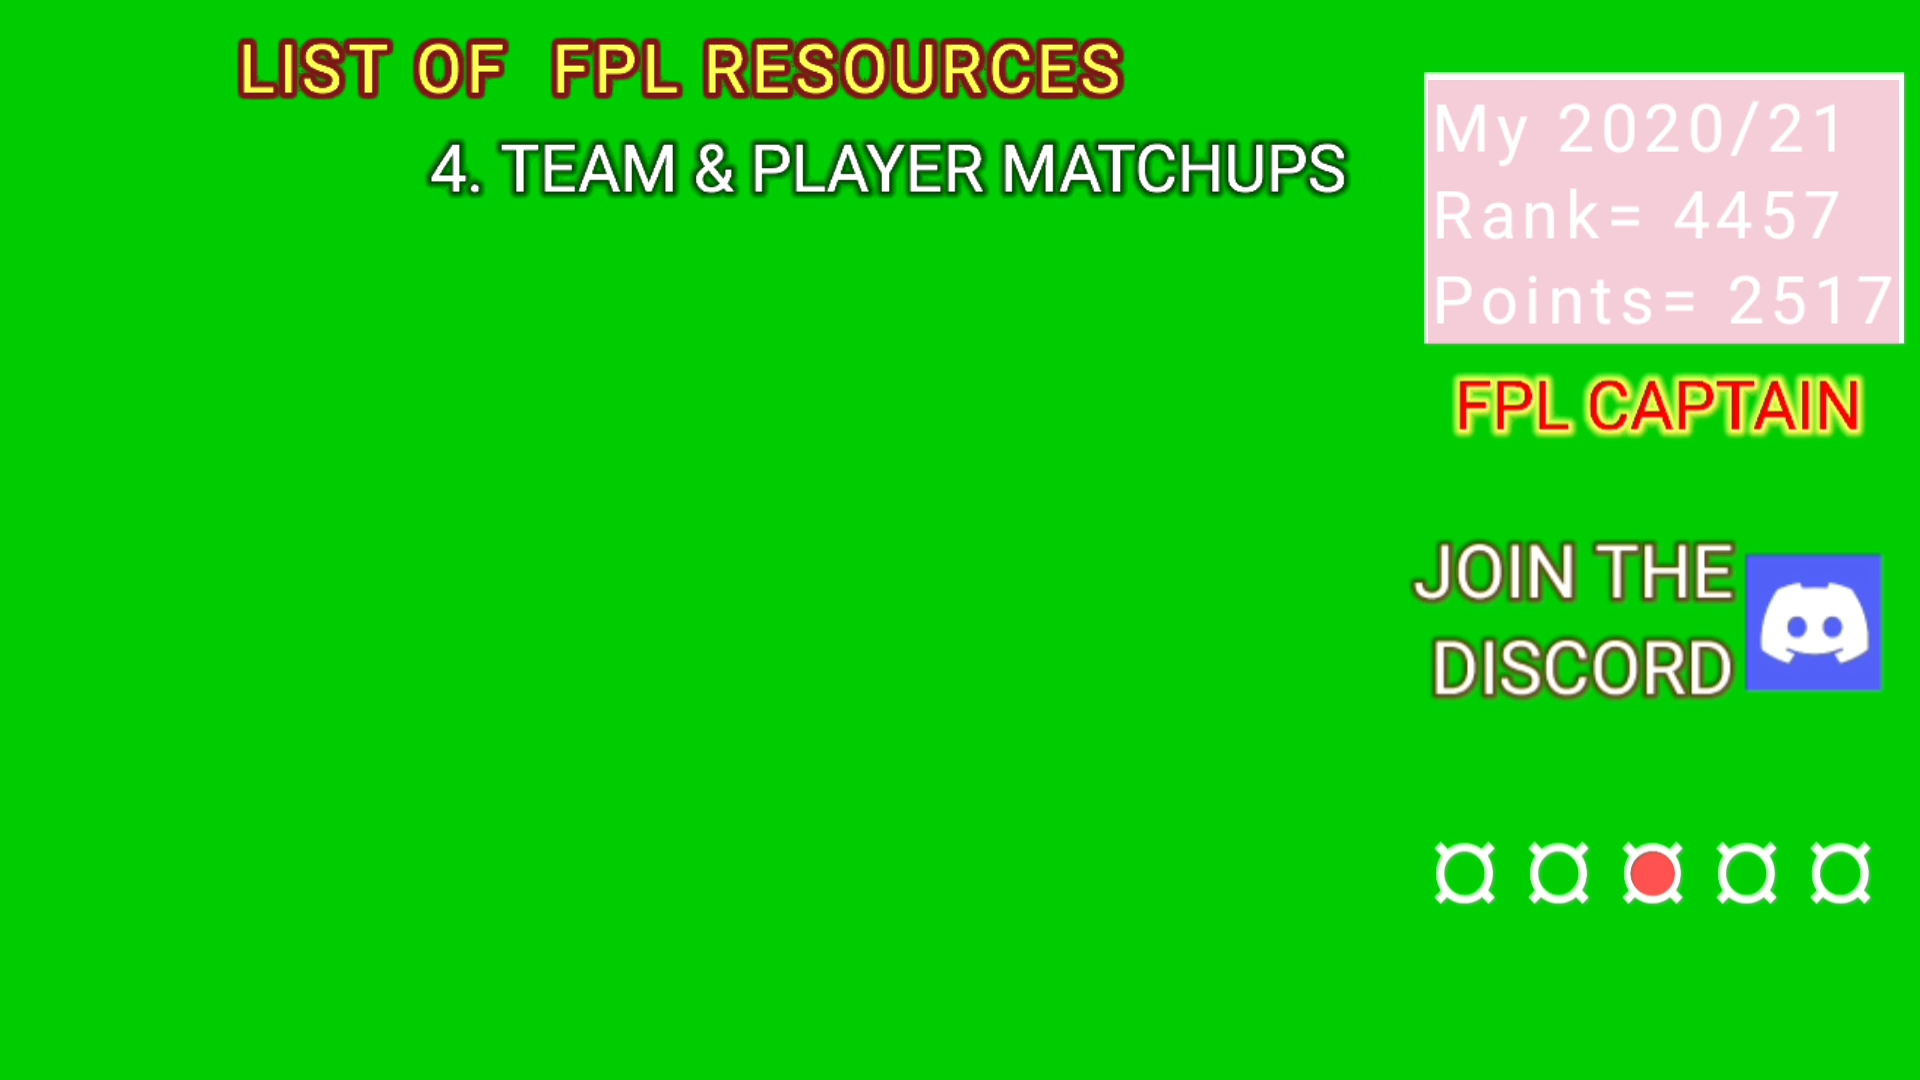 LIST OF FPL RESOURCES
4. TEAM & PLAYER MATCHUPS
My 2020/21
Rank= 4457
Points= 2517
FPL CAPTAIN
JOIN THE
DISCORD
¤ ¤ ¤ ¤ ¤